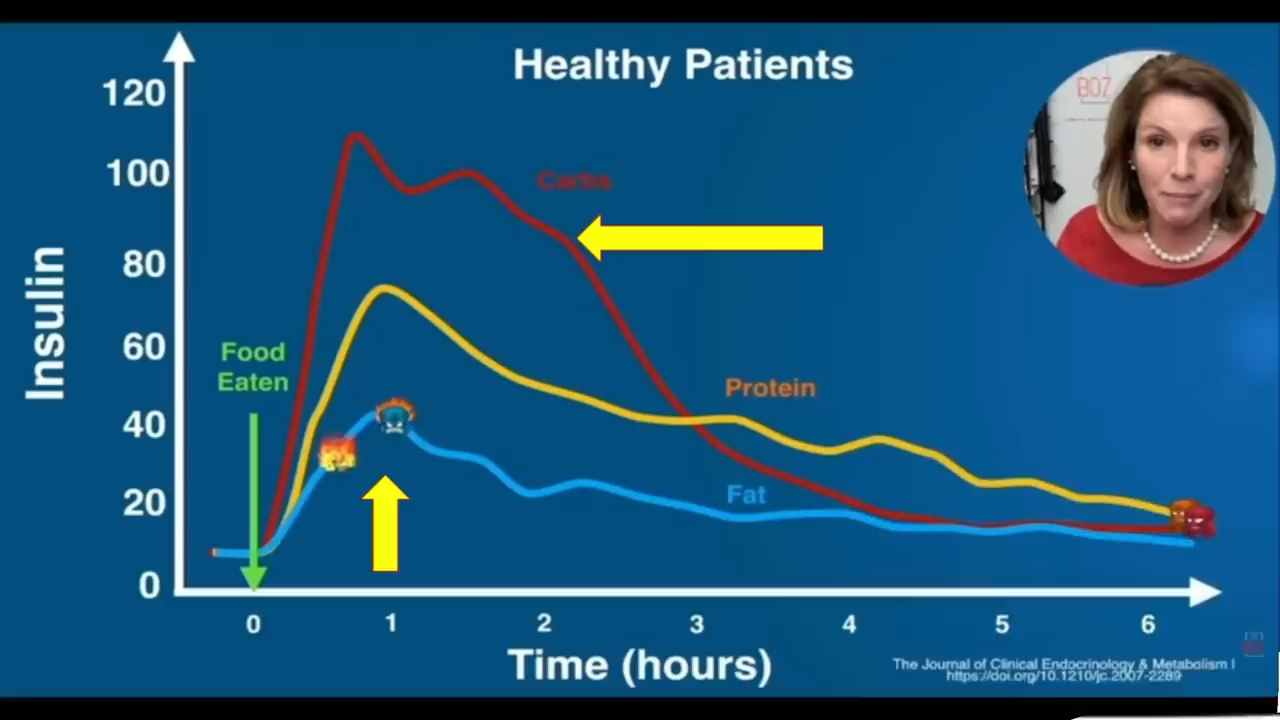 Healthy Patients
BOZ
120
100
80
60
40
20
0
Insulin
Carbs
Protein
Fat
Food
Eaten
0 1 2 3 4 5 6
Time (hours)
The Journal of Clinical Endocrinology & Metabolism |
https://doi.org/10.1210/jc.2007-2289